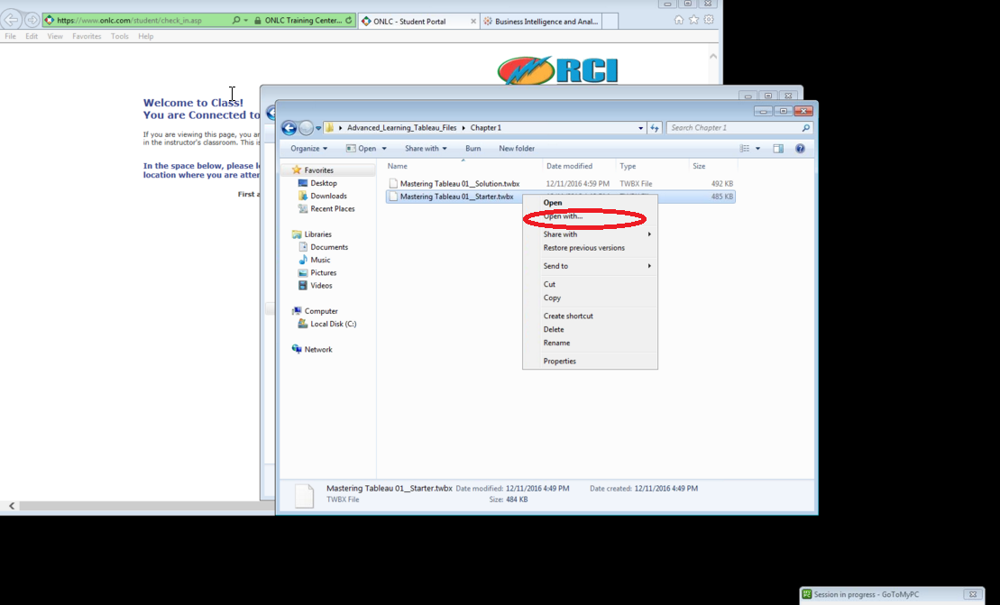 https://www.onlc.com/student/check_in.asp
ONLC Training Center...
ONLC - Student Portal
Business Intelligence and Anal...
File Edit View Favorites Tools Help
RCI
Welcome to Class!
You are Connected to
If you are viewing this page, you ar
in the instructor's classroom. This i
In the space below, please l
location where you are atter
First a
Advanced_Learning_Tableau_Files Chapter1
Search Chapter 1
Organize Open Share with Burn New folder
Favorites
Desktop
Downloads
Recent Places
Libraries
Documents
Music
Pictures
Videos
Computer
Local Disk (C:)
Network
Name Date modified Type Size
Mastering Tableau 01__Solution.twbx 12/11/2016 4:59 PM TWBX File 492 KB
Mastering Tableau 01__Starter.twbx 485 KB
Open
Open with...
Share with
Restore previous versions
Send to
Cut
Copy
Create shortcut
Delete
Rename
Properties
Mastering Tableau 01__Starter.twbx Date modified: 12/11/2016 4:49 PM Date created: 12/11/2016 4:49 PM
TWBX File Size: 484 KB
Session in progress - GoToMyPC